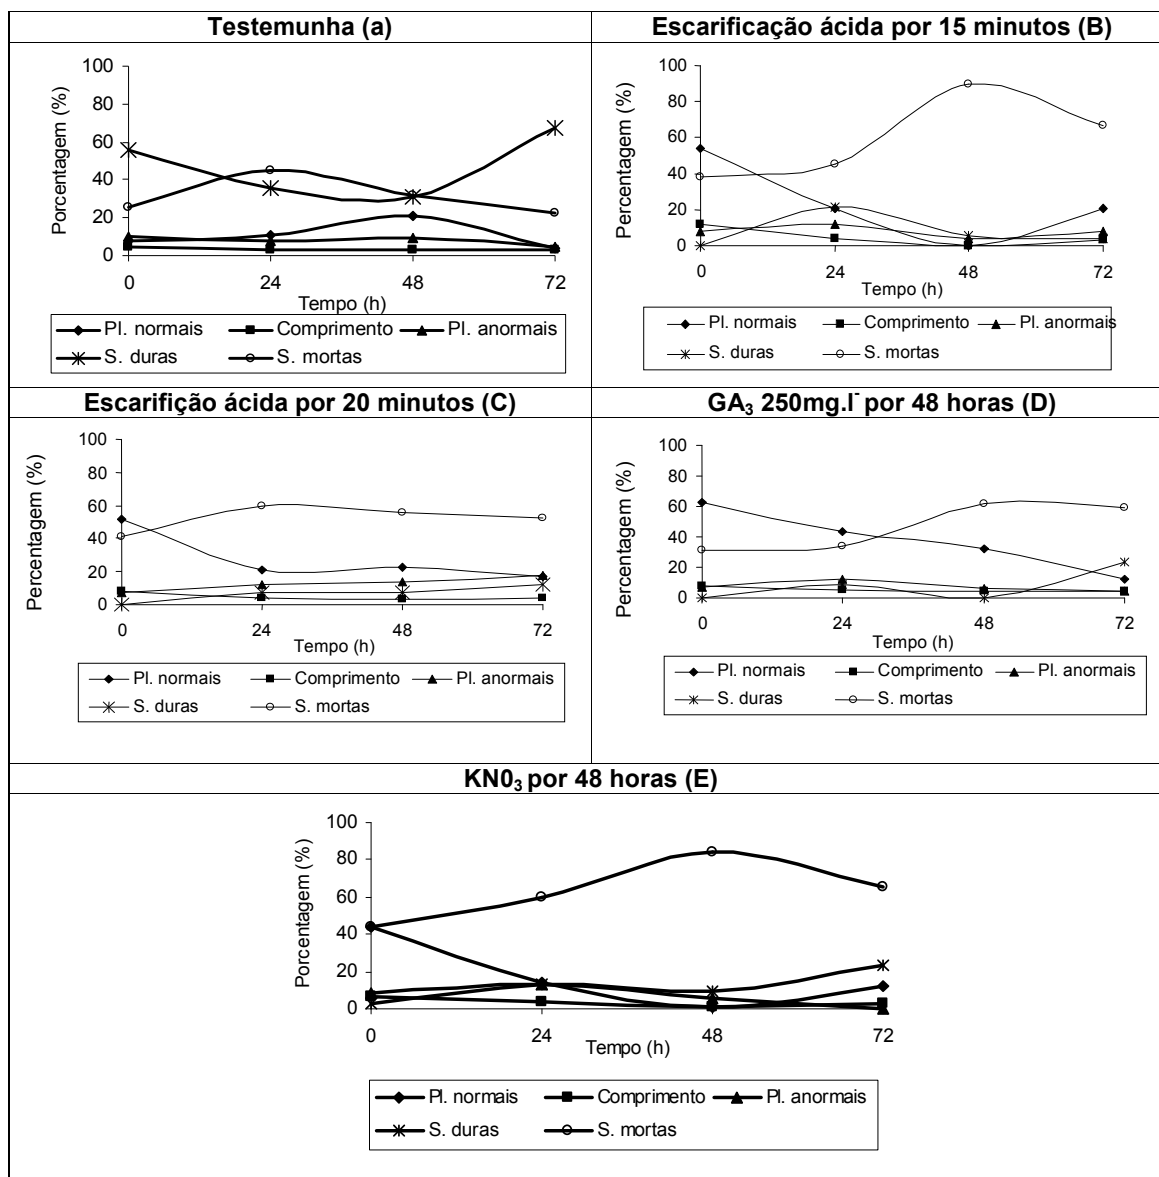 Testemunha (a)
Porcentagem (%)
100
80
60
40
20
0
0 24 48 72
Tempo (h)
Pl. normais Comprimento Pl. anormais
S. duras S. mortas
Escarificação ácida por 15 minutos (B)
Percentagem (%)
100
80
60
40
20
0
0 24 48 72
Tempo (h)
Pl. normais Comprimento Pl. anormais
S. duras S. mortas
Escarifição ácida por 20 minutos (C)
Percentagem (%)
100
80
60
40
20
0
0 24 48 72
Tempo (h)
Pl. normais Comprimento Pl. anormais
S. duras S. mortas
GA₃ 250mg.l⁻ por 48 horas (D)
Percentagem (%)
100
80
60
40
20
0
0 24 48 72
Tempo (h)
Pl. normais Comprimento Pl. anormais
S. duras S. mortas
KN0₃ por 48 horas (E)
Porcentagem (%)
100
80
60
40
20
0
0 24 48 72
Tempo (h)
Pl. normais Comprimento Pl. anormais
S. duras S. mortas